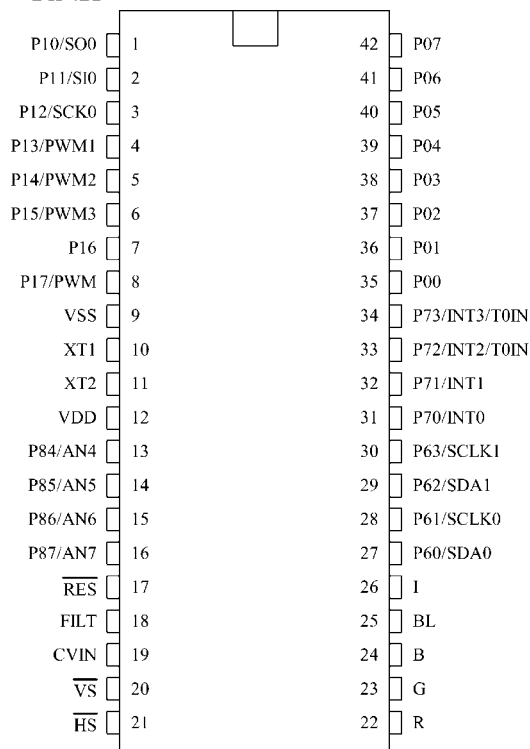 P10/SO0 1 42 P07
P11/SI0 2 41 P06
P12/SCK0 3 40 P05
P13/PWM1 4 39 P04
P14/PWM2 5 38 P03
P15/PWM3 6 37 P02
P16 7 36 P01
P17/PWM 8 35 P00
VSS 9 34 P73/INT3/T0IN
XT1 10 33 P72/INT2/T0IN
XT2 11 32 P71/INT1
VDD 12 31 P70/INT0
P84/AN4 13 30 P63/SCLK1
P85/AN5 14 29 P62/SDA1
P86/AN6 15 28 P61/SCLK0
P87/AN7 16 27 P60/SDA0
R̅E̅S̅ 17 26 I
FILT 18 25 BL
CVIN 19 24 B
V̅S̅ 20 23 G
H̅S̅ 21 22 R